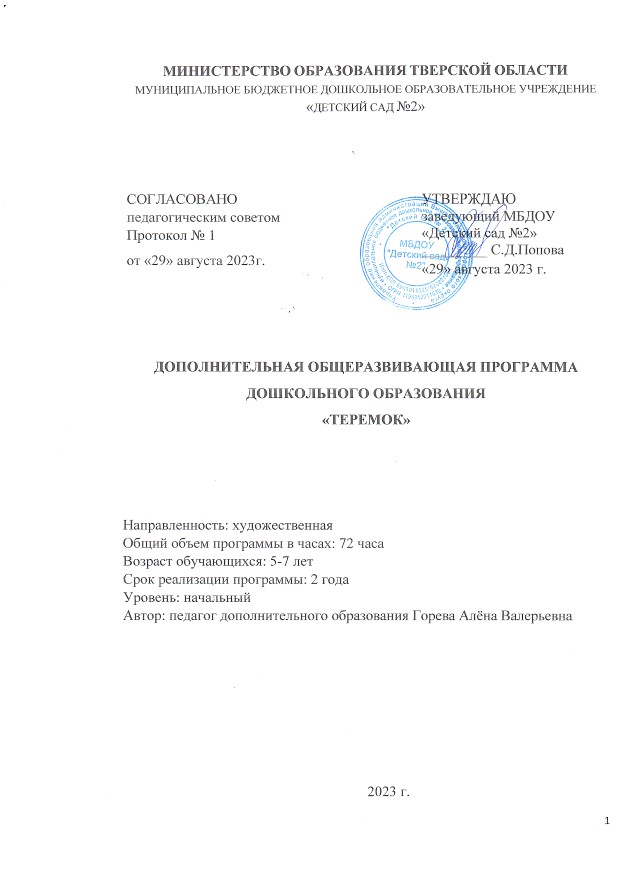 МИНИСТЕРСТВО ОБРАЗОВАНИЯ ТВЕРСКОЙ ОБЛАСТИ
МУНИЦИПАЛЬНОЕ БЮДЖЕТНОЕ ДОШКОЛЬНОЕ ОБРАЗОВАТЕЛЬНОЕ УЧРЕЖДЕНИЕ
«ДЕТСКИЙ САД №2»
СОГЛАСОВАНО
педагогическим советом
Протокол № 1
от «29» августа 2023г.
УТВЕРЖДАЮ
заведующий МБДОУ
«Детский сад №2»
С.Д.Попова
«29» августа 2023 г.
МБДОУ
"Детский сад
№2"
ДОПОЛНИТЕЛЬНАЯ ОБЩЕРАЗВИВАЮЩАЯ ПРОГРАММА
ДОШКОЛЬНОГО ОБРАЗОВАНИЯ
«ТЕРЕМОК»
Направленность: художественная
Общий объем программы в часах: 72 часа
Возраст обучающихся: 5-7 лет
Срок реализации программы: 2 года
Уровень: начальный
Автор: педагог дополнительного образования Горева Алёна Валерьевна
2023 г.
1